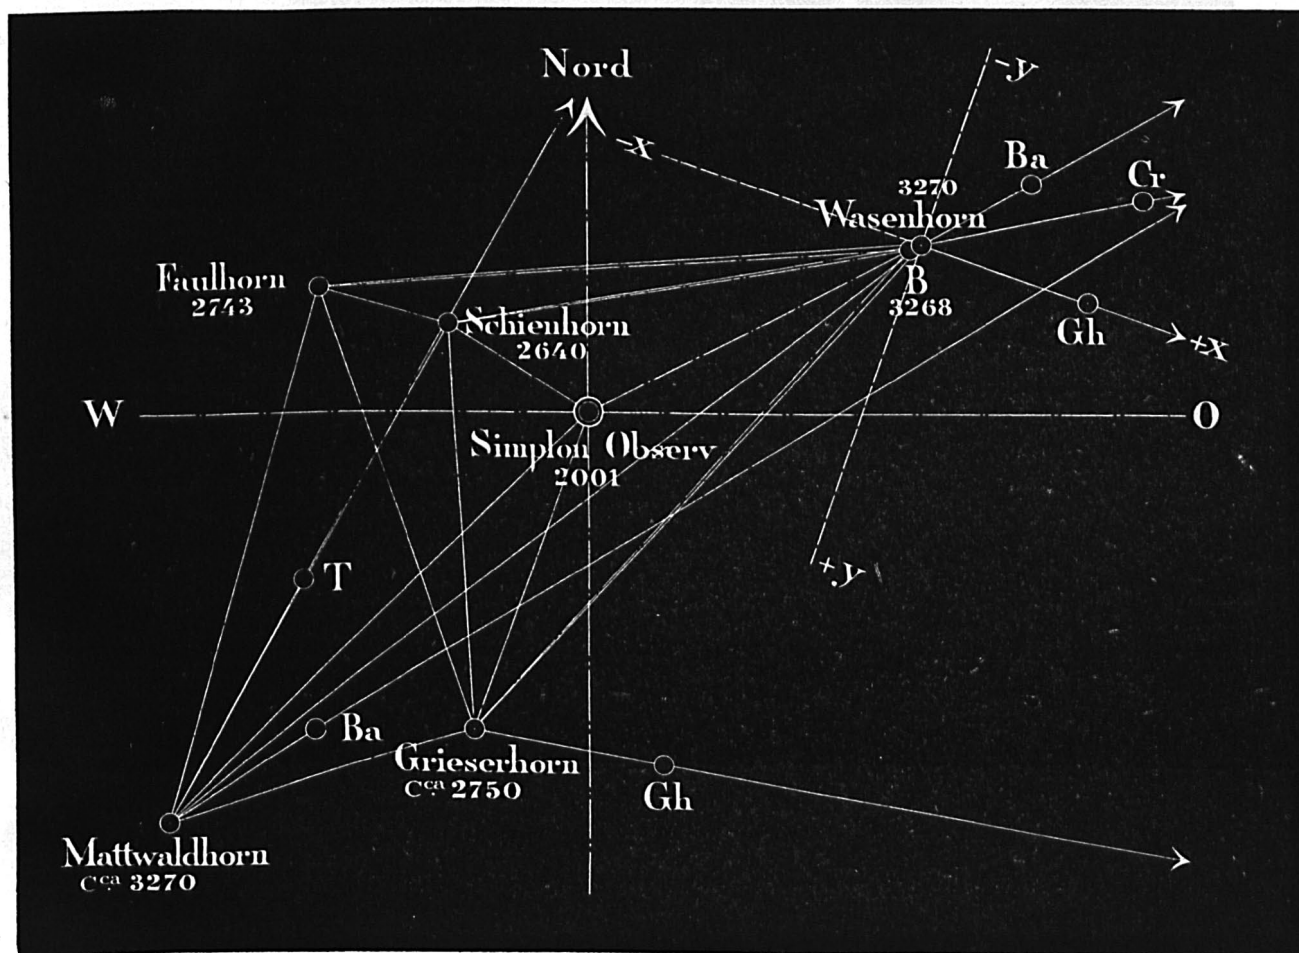 Nord
-y
-x
Ba
Cr
3270
Wasenhorn
Faulhorn
2743
B
3268
Schienhorn
2640
Gh
+x
W
O
Simplon Observ
2001
T
+y
Ba
Grieserhorn
Cca 2750
Gh
Mattwaldhorn
Cca 3270